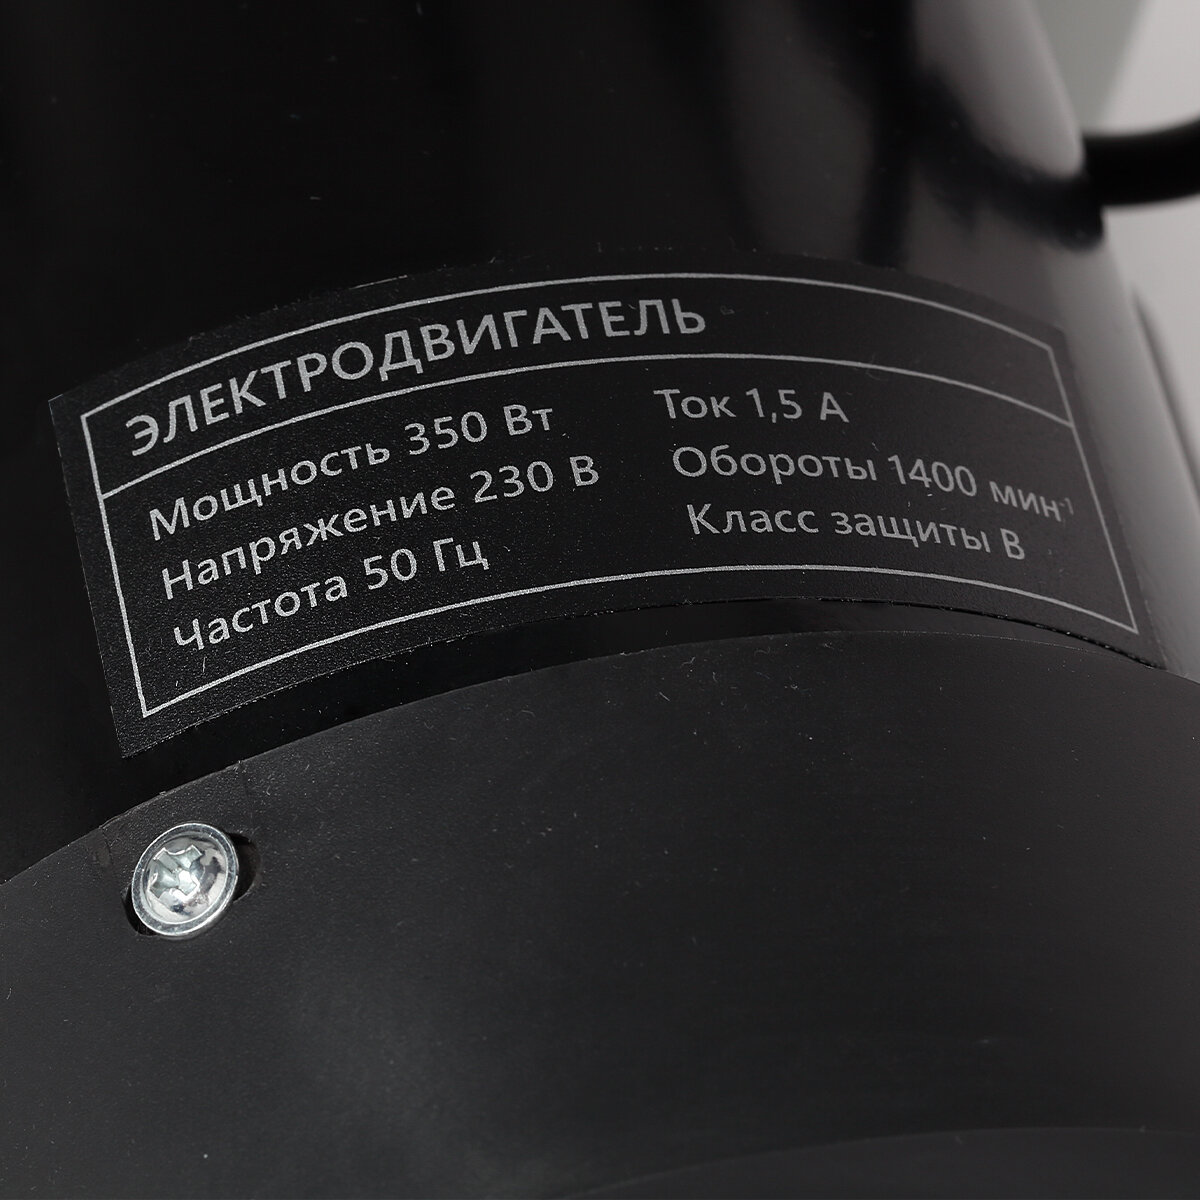 ЭЛЕКТРОДВИГАТЕЛЬ
Мощность 350 Вт
Напряжение 230 В
Частота 50 Гц
Ток 1,5 А
Обороты 1400 мин⁻¹
Класс защиты В